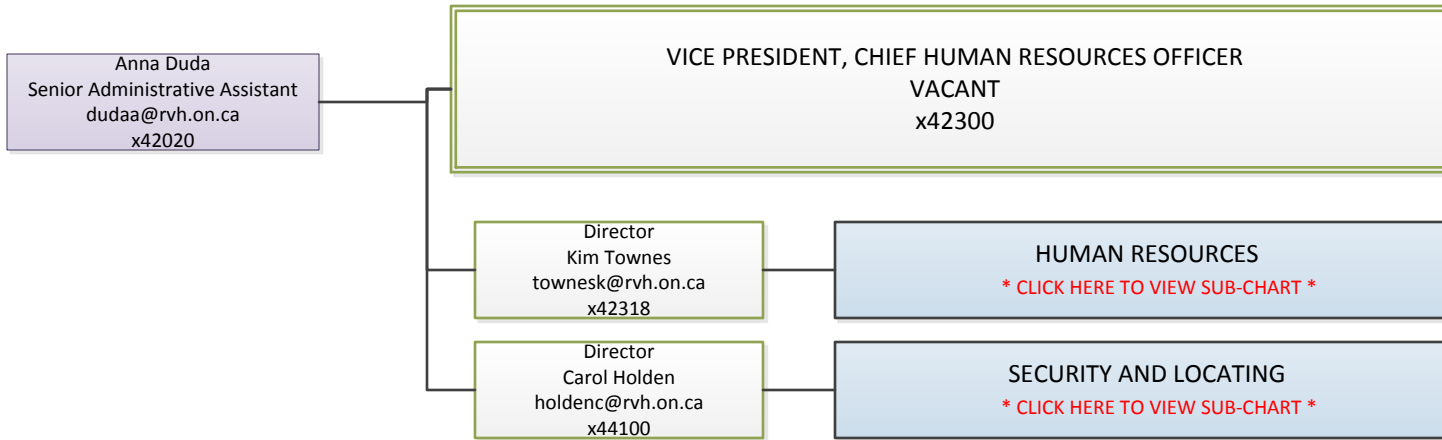 Anna Duda
Senior Administrative Assistant
dudaa@rvh.on.ca
x42020
VICE PRESIDENT, CHIEF HUMAN RESOURCES OFFICER
VACANT
x42300
Director
Kim Townes
townesk@rvh.on.ca
x42318
HUMAN RESOURCES
* CLICK HERE TO VIEW SUB-CHART *
Director
Carol Holden
holdenc@rvh.on.ca
x44100
SECURITY AND LOCATING
* CLICK HERE TO VIEW SUB-CHART *